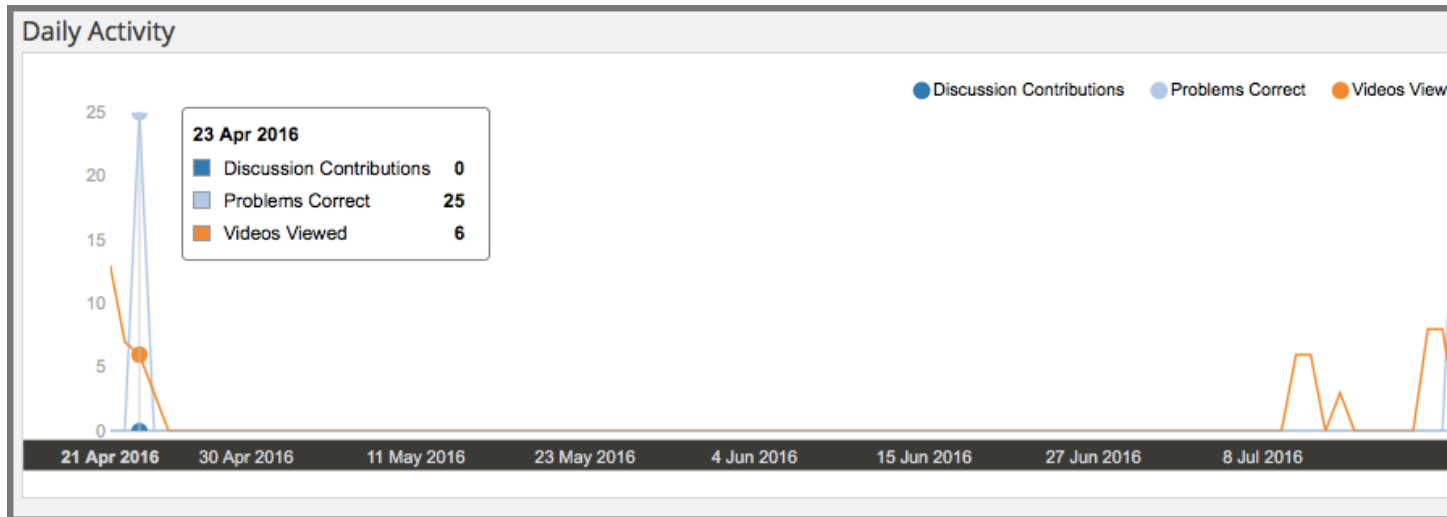 Daily Activity
Discussion Contributions Problems Correct Videos View
25
20
15
10
5
0
23 Apr 2016
Discussion Contributions 0
Problems Correct 25
Videos Viewed 6
21 Apr 2016 30 Apr 2016 11 May 2016 23 May 2016 4 Jun 2016 15 Jun 2016 27 Jun 2016 8 Jul 2016